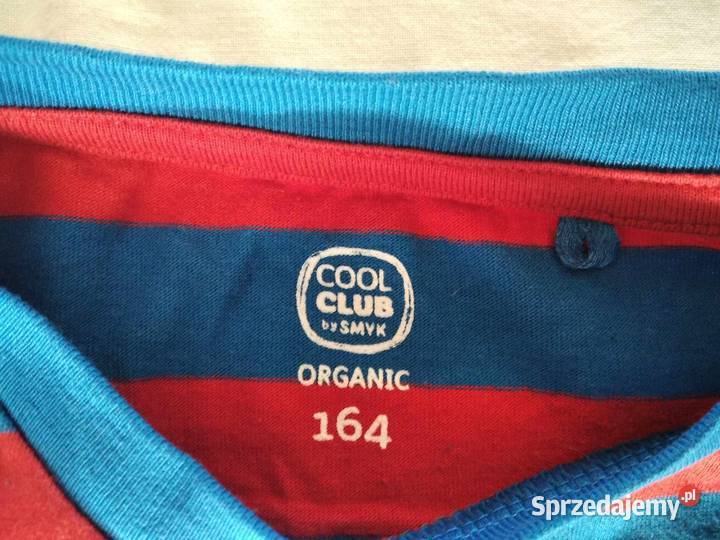 COOL
CLUB
by SMYK
ORGANIC
164
Sprzedajemy.pl